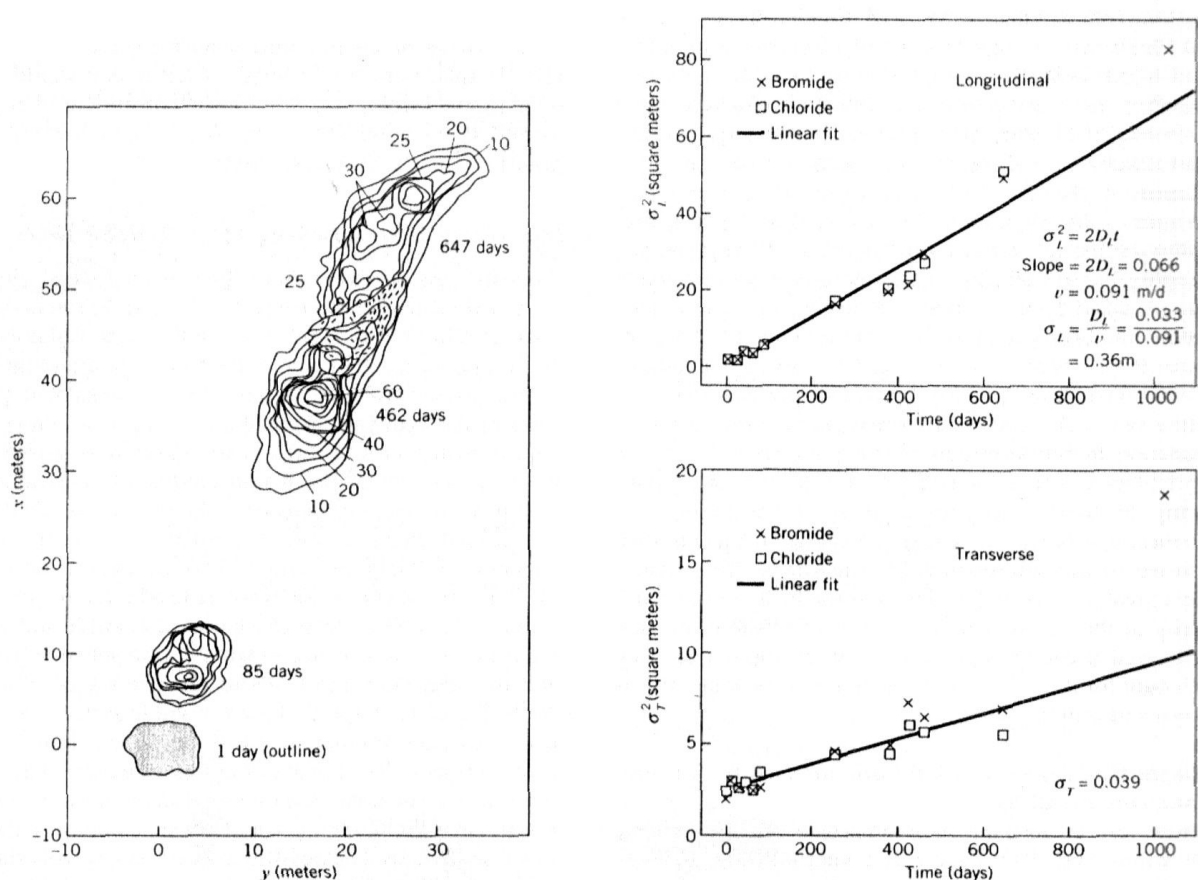 60
50
40
30
20
10
0
-10
x (meters)
-10
0
10
20
30
y (meters)
25
20
10
30
647 days
25
60
462 days
40
30
20
10
85 days
1 day (outline)
80
60
40
20
0
σ_L^2 (square meters)
× Bromide
□ Chloride
Linear fit
Longitudinal
σ_L^2 = 2D_L t
Slope = 2D_L = 0.066
v = 0.091 m/d
σ_L = D_L/v = 0.033/0.091
= 0.36m
0
200
400
600
800
1000
Time (days)
20
15
10
5
0
σ_T^2 (square meters)
× Bromide
□ Chloride
Linear fit
Transverse
σ_T = 0.039
0
200
400
600
800
1000
Time (days)